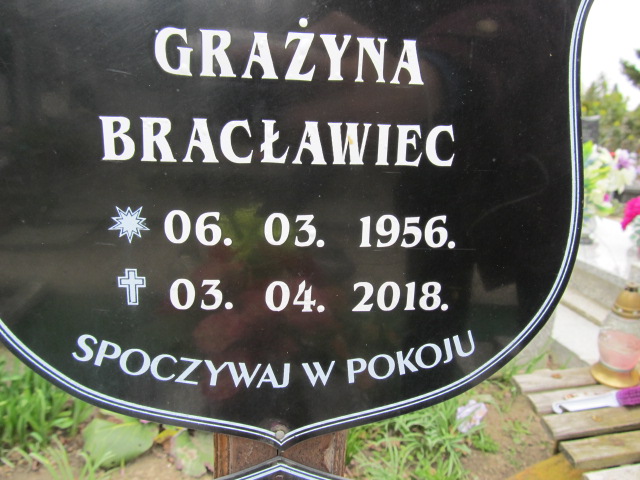 GRAŻYNA
BRACŁAWIEC
06. 03. 1956.
03. 04. 2018.
SPOCZYWAJ W POKOJU